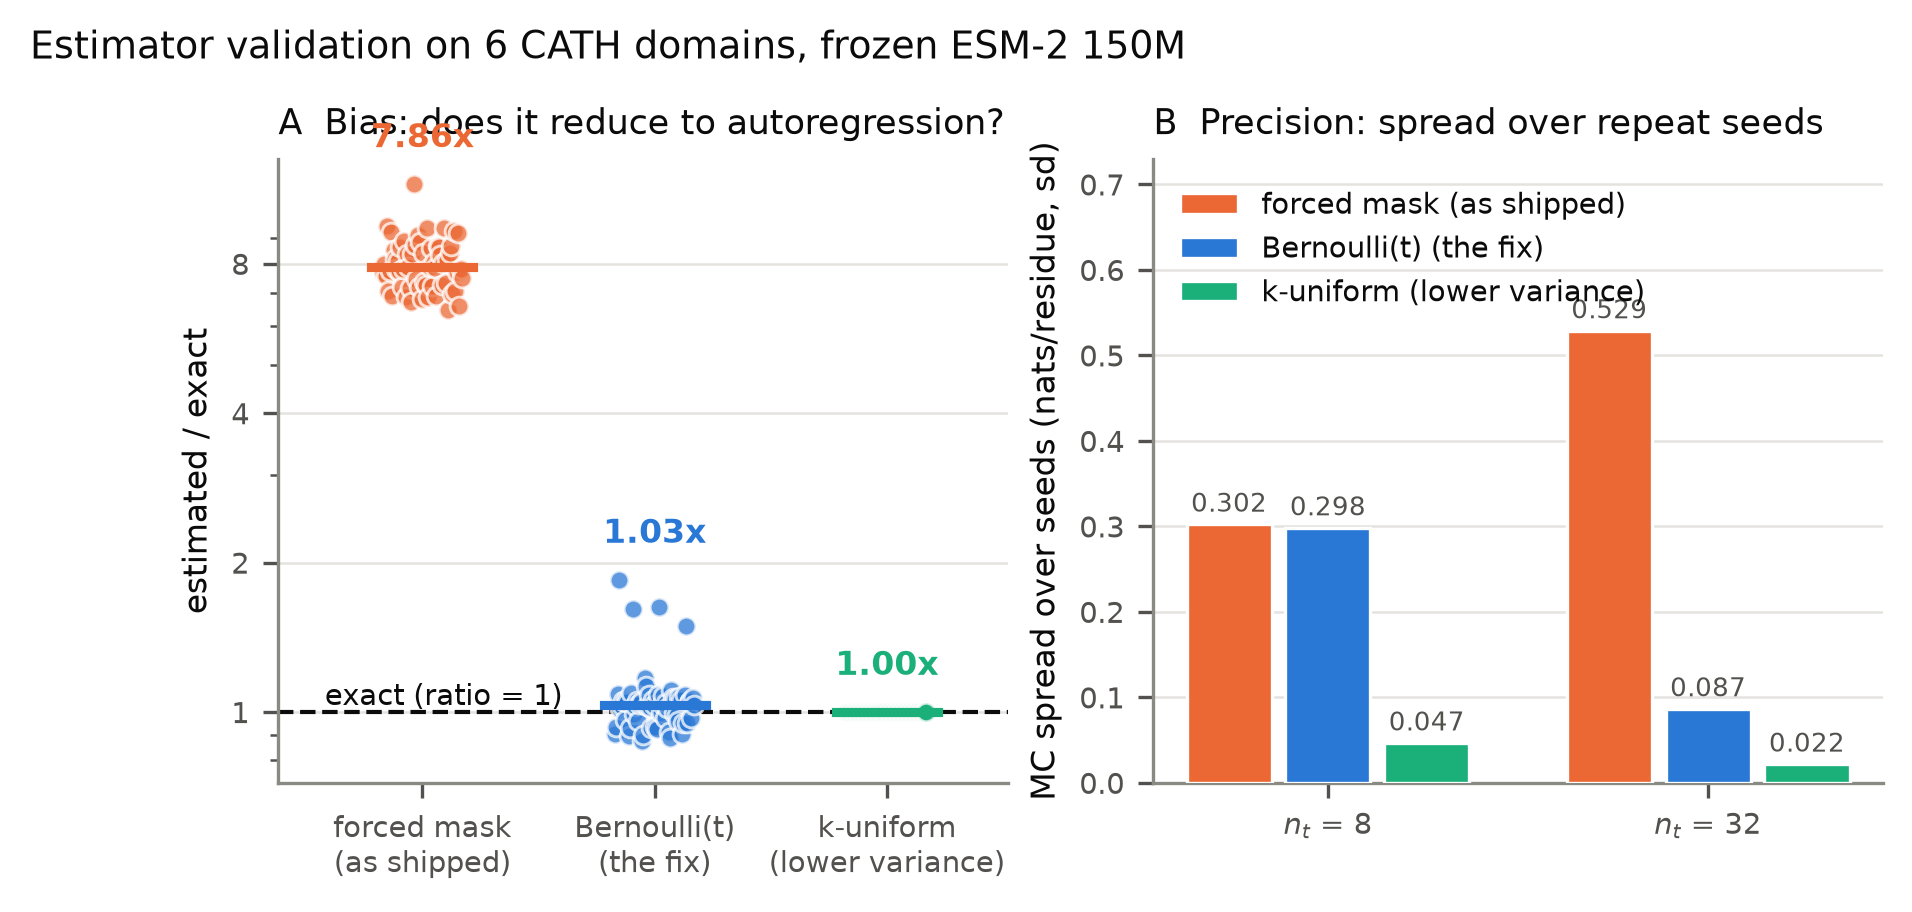 Estimator validation on 6 CATH domains, frozen ESM-2 150M
A Bias: does it reduce to autoregression?
7.86x
estimated / exact
8
4
2
1
1.03x
1.00x
exact (ratio = 1)
forced mask
(as shipped)
Bernoulli(t)
(the fix)
k-uniform
(lower variance)
B Precision: spread over repeat seeds
MC spread over seeds (nats/residue, sd)
0.7
0.6
0.5
0.4
0.3
0.2
0.1
0.0
forced mask (as shipped)
Bernoulli(t) (the fix)
k-uniform (lower variance)
0.302
0.298
0.047
0.529
0.087
0.022
n_t = 8
n_t = 32